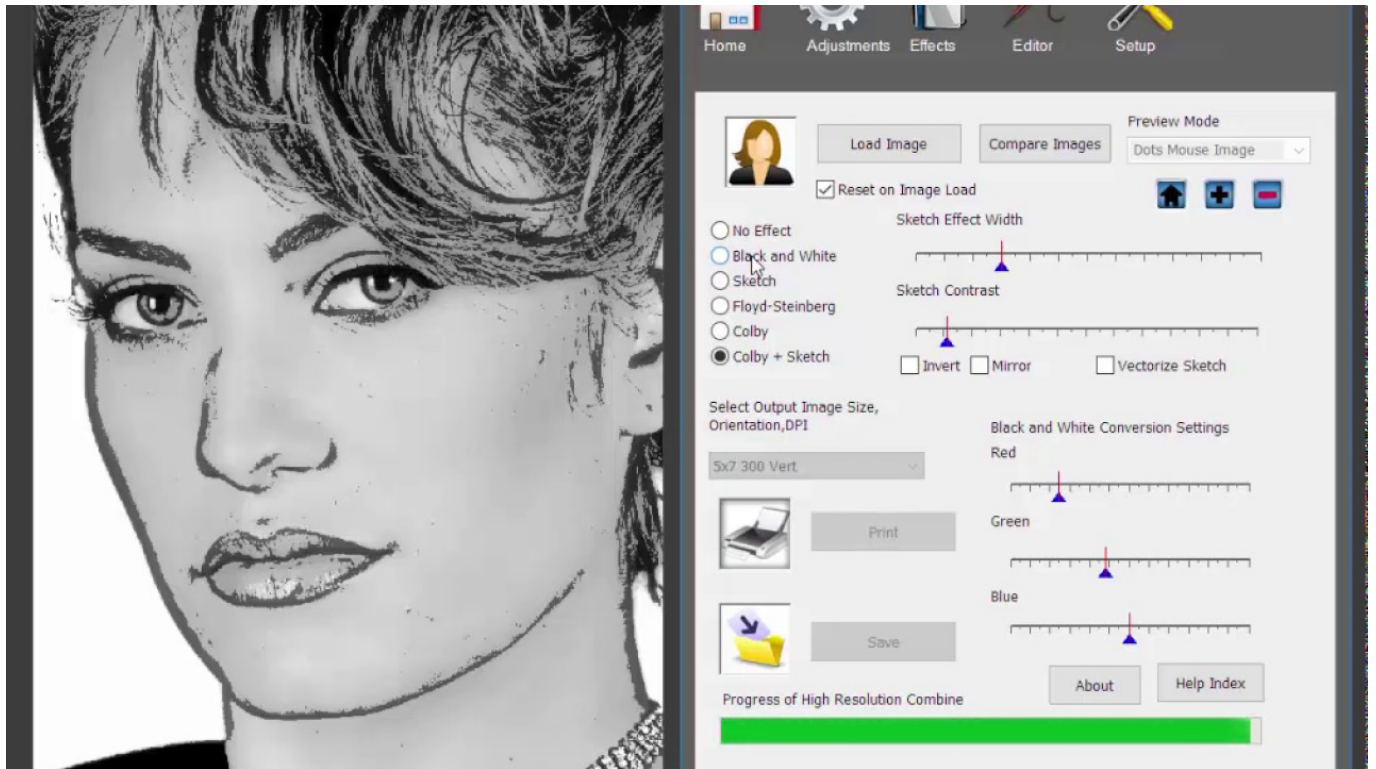 Home Adjustments Effects Editor Setup
Load Image
Compare Images
Preview Mode
Dots Mouse Image
Reset on Image Load
No Effect
Black and White
Sketch
Floyd-Steinberg
Colby
Colby + Sketch
Sketch Effect Width
Sketch Contrast
Invert Mirror Vectorize Sketch
Select Output Image Size,
Orientation,DPI
5x7 300 Vert
Print
Save
Black and White Conversion Settings
Red
Green
Blue
About
Help Index
Progress of High Resolution Combine